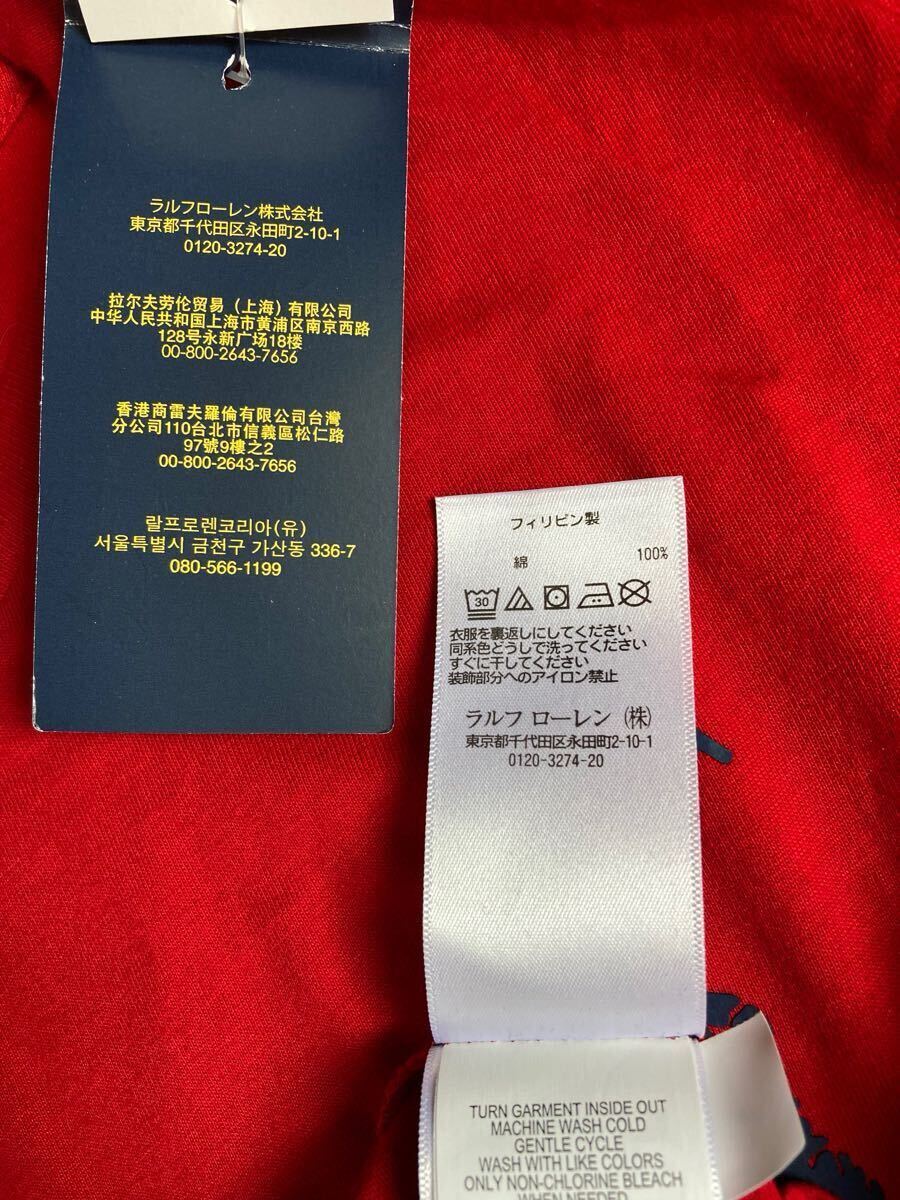 ラルフローレン株式会社
東京都千代田区永田町2-10-1
0120-3274-20
拉尔夫劳伦贸易（上海）有限公司
中华人民共和国上海市黄浦区南京西路
128号永新广场18楼
00-800-2643-7656
香港商雷夫羅倫有限公司台灣
分公司110台北市信義區松仁路
97號9樓之2
00-800-2643-7656
랄프로렌코리아(유)
서울특별시 금천구 가산동 336-7
080-566-1199
フィリピン製
綿 100%
30
衣服を裏返しにしてください
同系色どうしで洗ってください
すぐに干してください
装飾部分へのアイロン禁止
ラルフ ローレン（株）
東京都千代田区永田町2-10-1
0120-3274-20
TURN GARMENT INSIDE OUT
MACHINE WASH COLD
GENTLE CYCLE
WASH WITH LIKE COLORS
ONLY NON-CHLORINE BLEACH
WHEN NEEDED